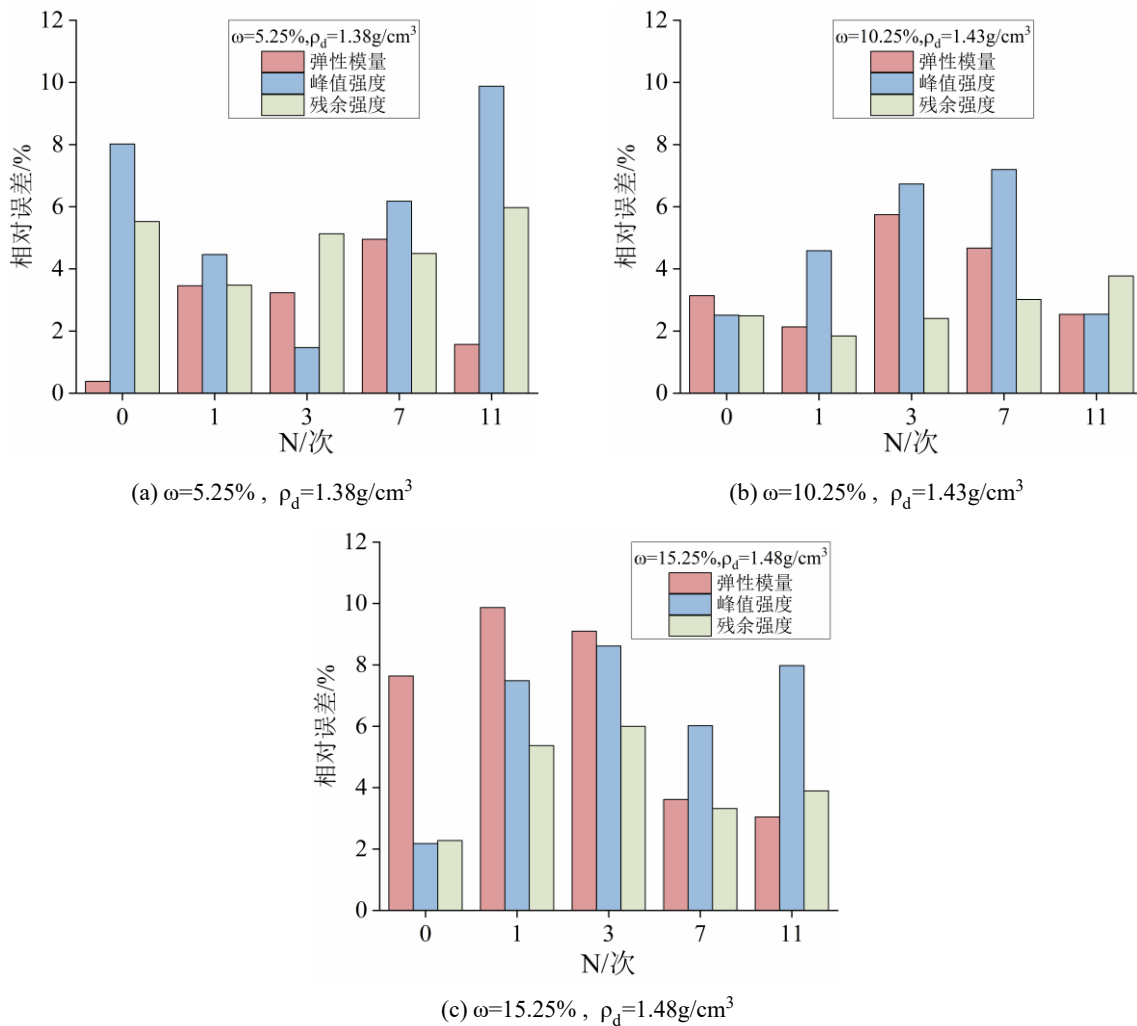 12
10
8
6
4
2
0
相对误差/%
ω=5.25%,ρd=1.38g/cm³
弹性模量
峰值强度
残余强度
0 1 3 7 11
N/次
(a) ω=5.25% , ρd=1.38g/cm³
12
10
8
6
4
2
0
相对误差/%
ω=10.25%,ρd=1.43g/cm³
弹性模量
峰值强度
残余强度
0 1 3 7 11
N/次
(b) ω=10.25% , ρd=1.43g/cm³
12
10
8
6
4
2
0
相对误差/%
ω=15.25%,ρd=1.48g/cm³
弹性模量
峰值强度
残余强度
0 1 3 7 11
N/次
(c) ω=15.25% , ρd=1.48g/cm³